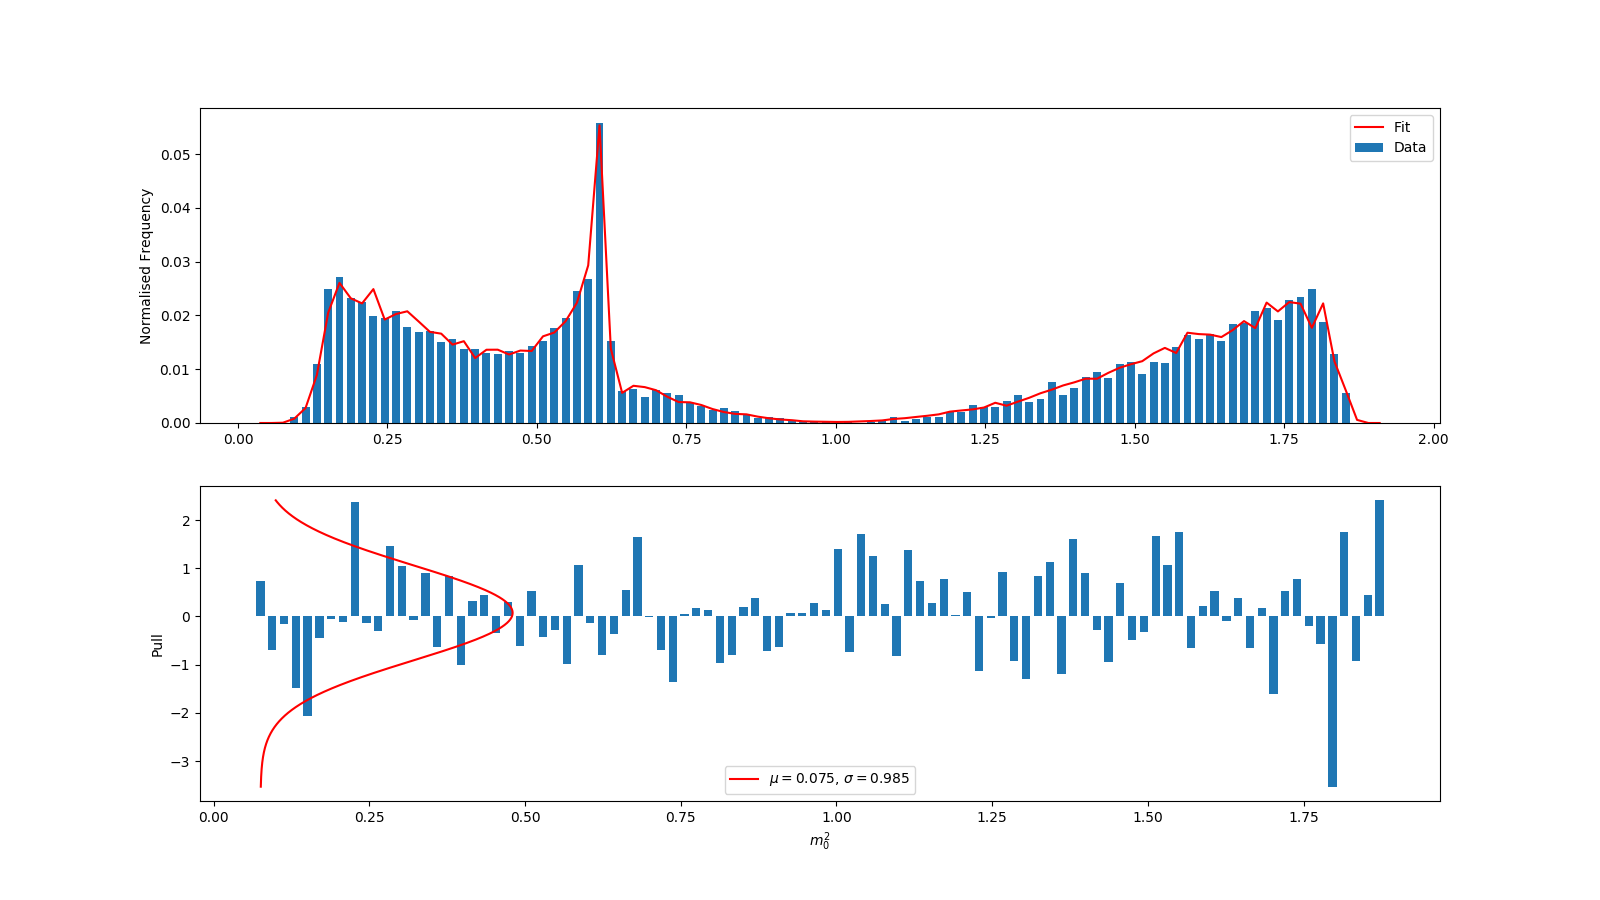 Normalised Frequency
0.05
0.04
0.03
0.02
0.01
0.00
Fit
Data
0.00 0.25 0.50 0.75 1.00 1.25 1.50 1.75 2.00
Pull
2
1
0
−1
−2
−3
μ = 0.075, σ = 0.985
0.00 0.25 0.50 0.75 1.00 1.25 1.50 1.75
m₀²